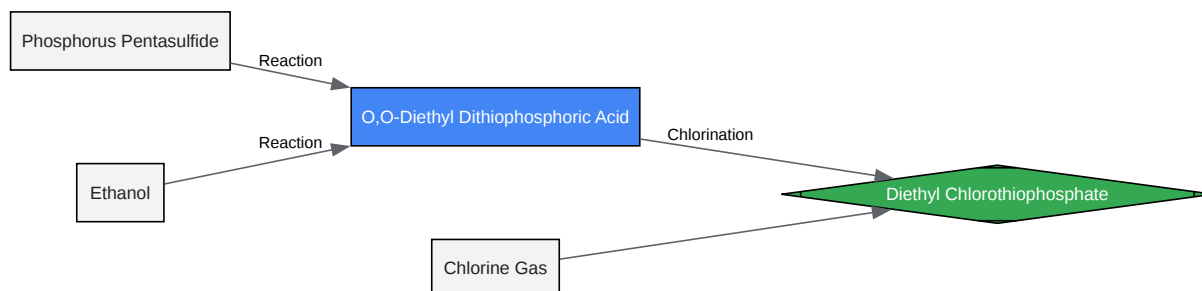 Phosphorus Pentasulfide
Reaction
O,O-Diethyl Dithiophosphoric Acid
Chlorination
Reaction
Ethanol
Diethyl Chlorothiophosphate
Chlorine Gas